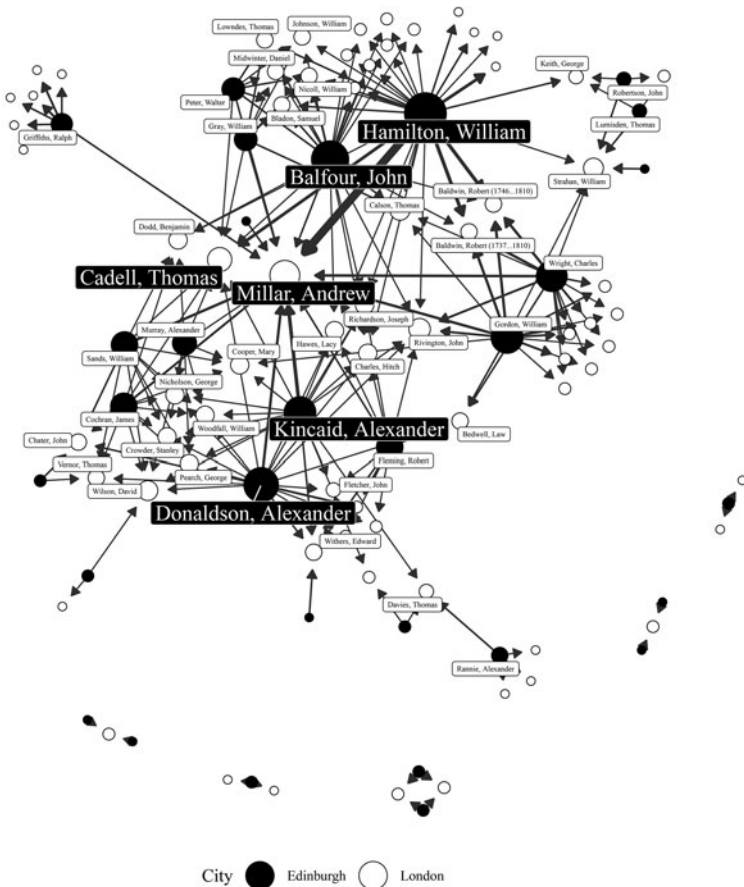 Lowndes, Thomas
Johnson, William
Midwinter, Daniel
Keith, George
Peter, Walter
Nicoll, William
Robertson, John
Bladon, Samuel
Gray, William
Hamilton, William
Lumisden, Thomas
Griffiths, Ralph
Balfour, John
Strahan, William
Baldwin, Robert (1746...1810)
Calson, Thomas
Dodd, Benjamin
Baldwin, Robert (1737...1810)
Wright, Charles
Cadell, Thomas
Millar, Andrew
Richardson, Joseph
Gordon, William
Murray, Alexander
Hawes, Lacy
Rivington, John
Cooper, Mary
Sands, William
Charles, Hitch
Nicholson, George
Cochran, James
Woodfall, William
Kincaid, Alexander
Bedwell, Law
Chater, John
Crowder, Stanley
Fleming, Robert
Vernor, Thomas
Pearch, George
Fletcher, John
Wilson, David
Donaldson, Alexander
Withers, Edward
Davies, Thomas
Rannie, Alexander
City Edinburgh London